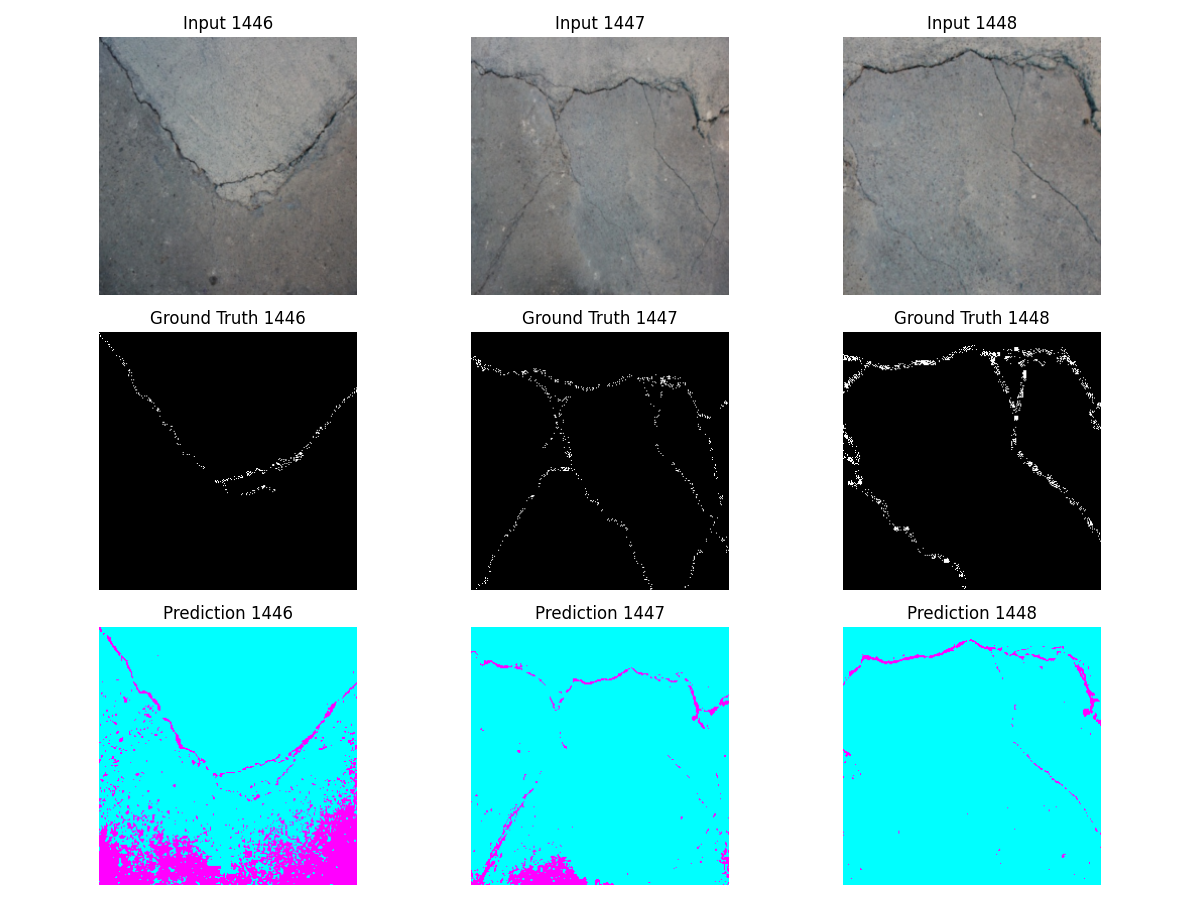 Input 1446
Input 1447
Input 1448
Ground Truth 1446
Ground Truth 1447
Ground Truth 1448
Prediction 1446
Prediction 1447
Prediction 1448